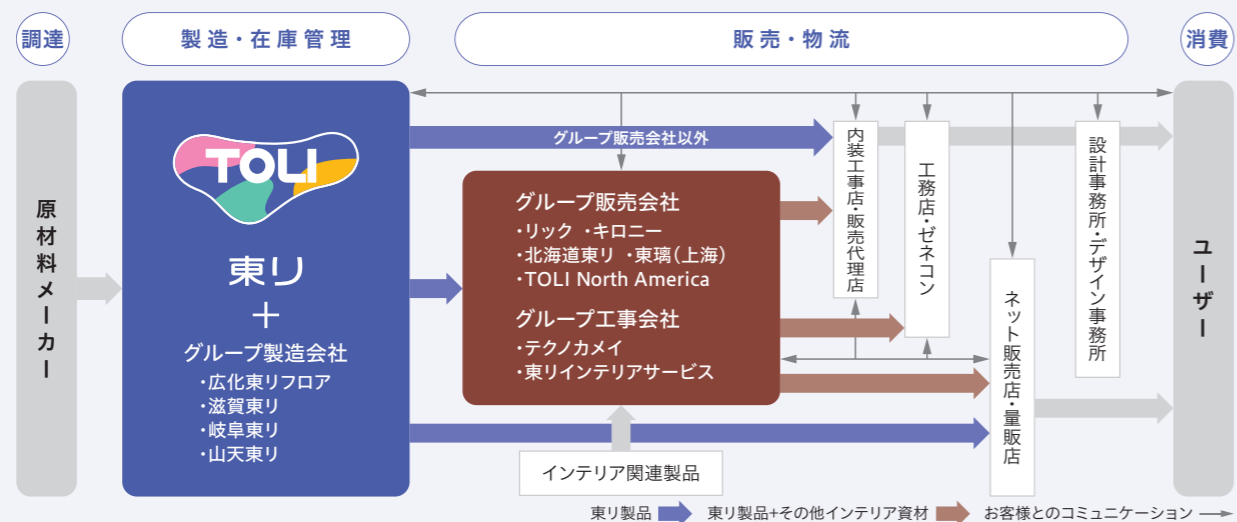 調達
製造・在庫管理
販売・物流
消費
原材料メーカー
TOLI
東リ
+
グループ製造会社
・広化東リフロア
・滋賀東リ
・岐阜東リ
・山天東リ
グループ販売会社以外
グループ販売会社
・リック ・キロニー
・北海道東リ ・東璃(上海)
・TOLI North America
グループ工事会社
・テクノカメイ
・東リインテリアサービス
インテリア関連製品
内装工事店・販売代理店
工務店・ゼネコン
ネット販売店・量販店
設計事務所・デザイン事務所
ユーザー
東リ製品
東リ製品+その他インテリア資材
お客様とのコミュニケーション